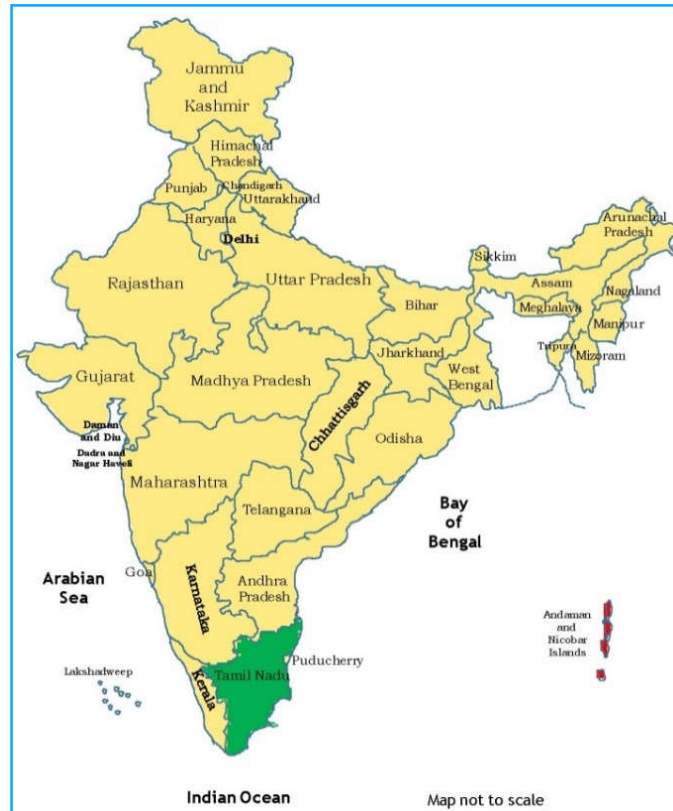 Jammu
and
Kashmir
Himachal
Pradesh
Punjab
Chandigarh
Uttarakhand
Haryana
Delhi
Arunachal
Pradesh
Sikkim
Rajasthan
Uttar Pradesh
Assam
Nagaland
Bihar
Meghalaya
Manipur
Jharkhand
Tripura
Mizoram
Gujarat
Madhya Pradesh
West
Bengal
Chhattisgarh
Daman
and Diu
Dadra and
Nagar Haveli
Odisha
Maharashtra
Telangana
Bay
of
Bengal
Goa
Karnataka
Andhra
Pradesh
Arabian
Sea
Andaman
and
Nicobar
Islands
Puducherry
Lakshadweep
Kerala
Tamil Nadu
Indian Ocean
Map not to scale